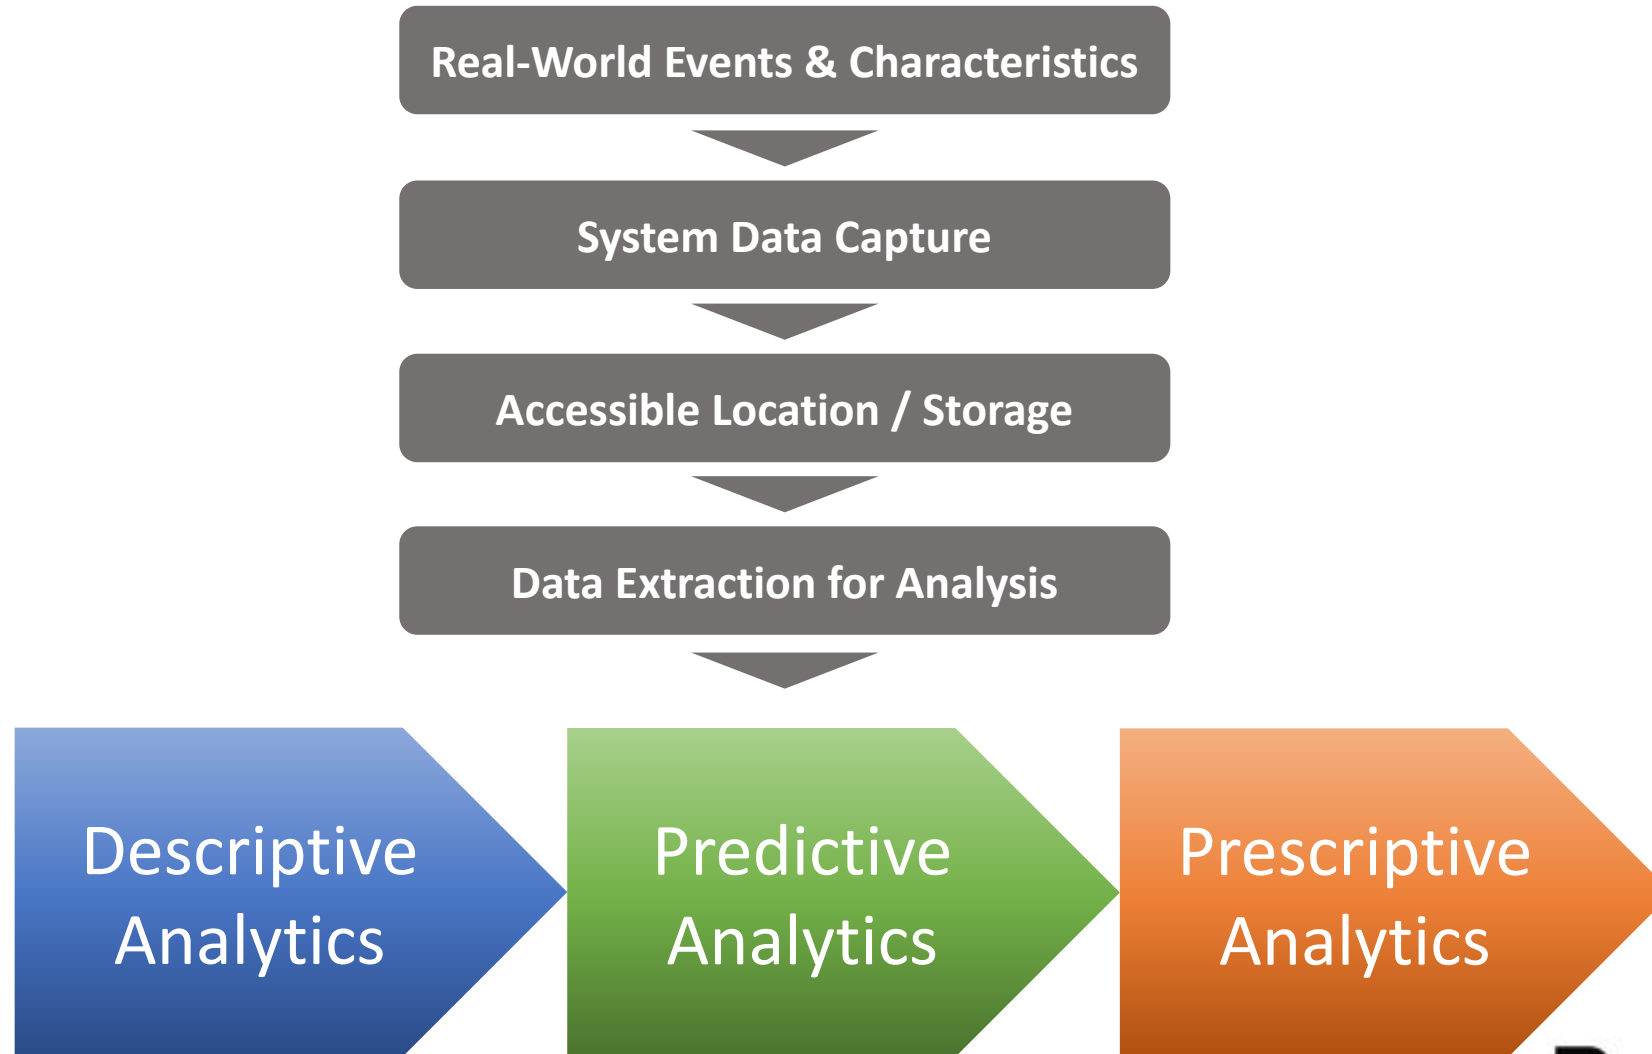 Real-World Events & Characteristics
System Data Capture
Accessible Location / Storage
Data Extraction for Analysis
Descriptive
Analytics
Predictive
Analytics
Prescriptive
Analytics